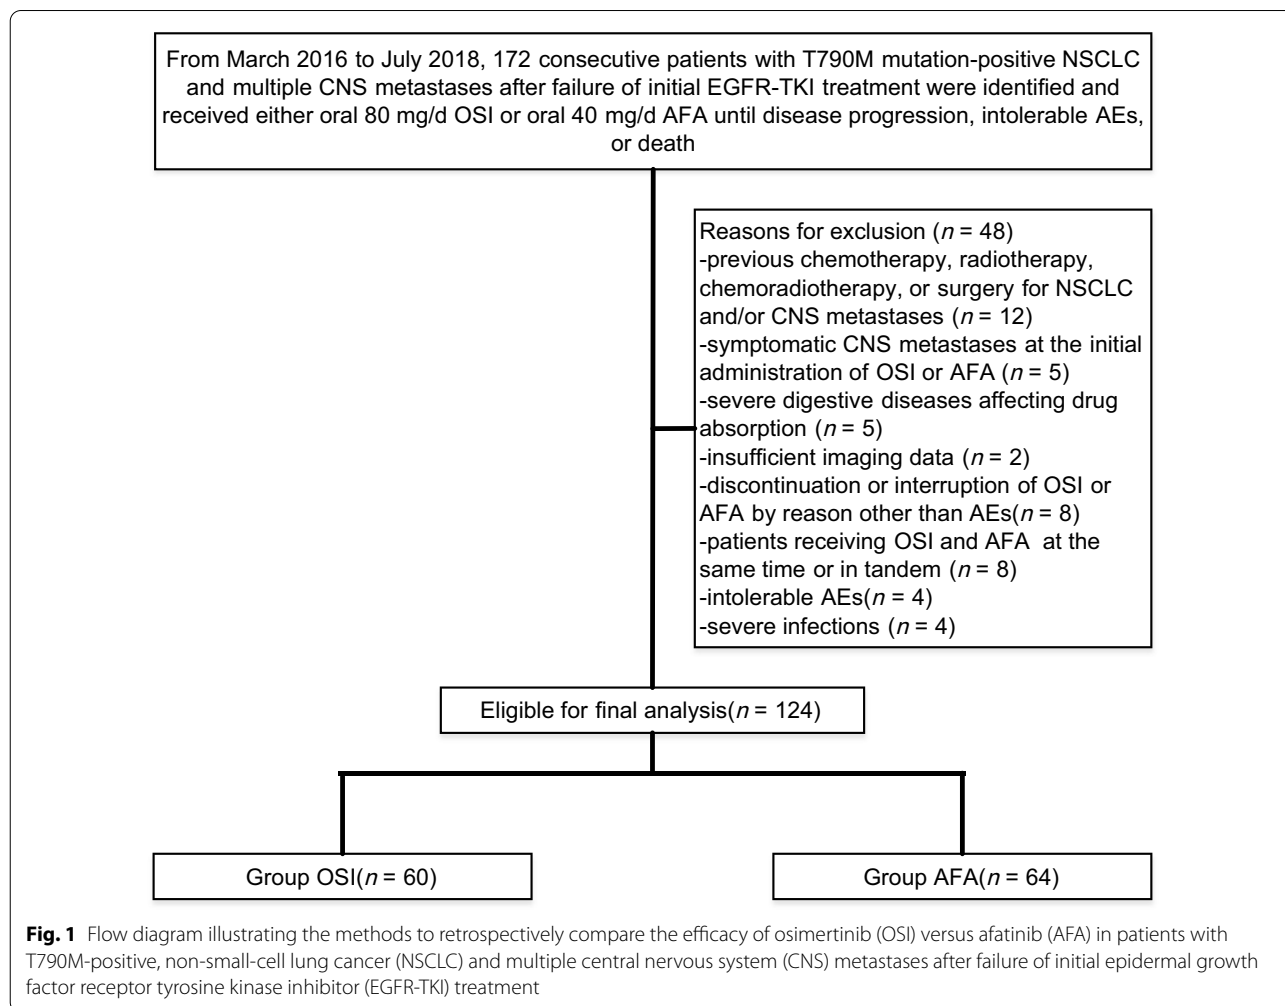 From March 2016 to July 2018, 172 consecutive patients with T790M mutation-positive NSCLC
and multiple CNS metastases after failure of initial EGFR-TKI treatment were identified and
received either oral 80 mg/d OSI or oral 40 mg/d AFA until disease progression, intolerable AEs,
or death
Reasons for exclusion (n = 48)
-previous chemotherapy, radiotherapy,
chemoradiotherapy, or surgery for NSCLC
and/or CNS metastases (n = 12)
-symptomatic CNS metastases at the initial
administration of OSI or AFA (n = 5)
-severe digestive diseases affecting drug
absorption (n = 5)
-insufficient imaging data (n = 2)
-discontinuation or interruption of OSI or
AFA by reason other than AEs(n = 8)
-patients receiving OSI and AFA at the
same time or in tandem (n = 8)
-intolerable AEs(n = 4)
-severe infections (n = 4)
Eligible for final analysis(n = 124)
Group OSI(n = 60)
Group AFA(n = 64)
Fig. 1 Flow diagram illustrating the methods to retrospectively compare the efficacy of osimertinib (OSI) versus afatinib (AFA) in patients with
T790M-positive, non-small-cell lung cancer (NSCLC) and multiple central nervous system (CNS) metastases after failure of initial epidermal growth
factor receptor tyrosine kinase inhibitor (EGFR-TKI) treatment